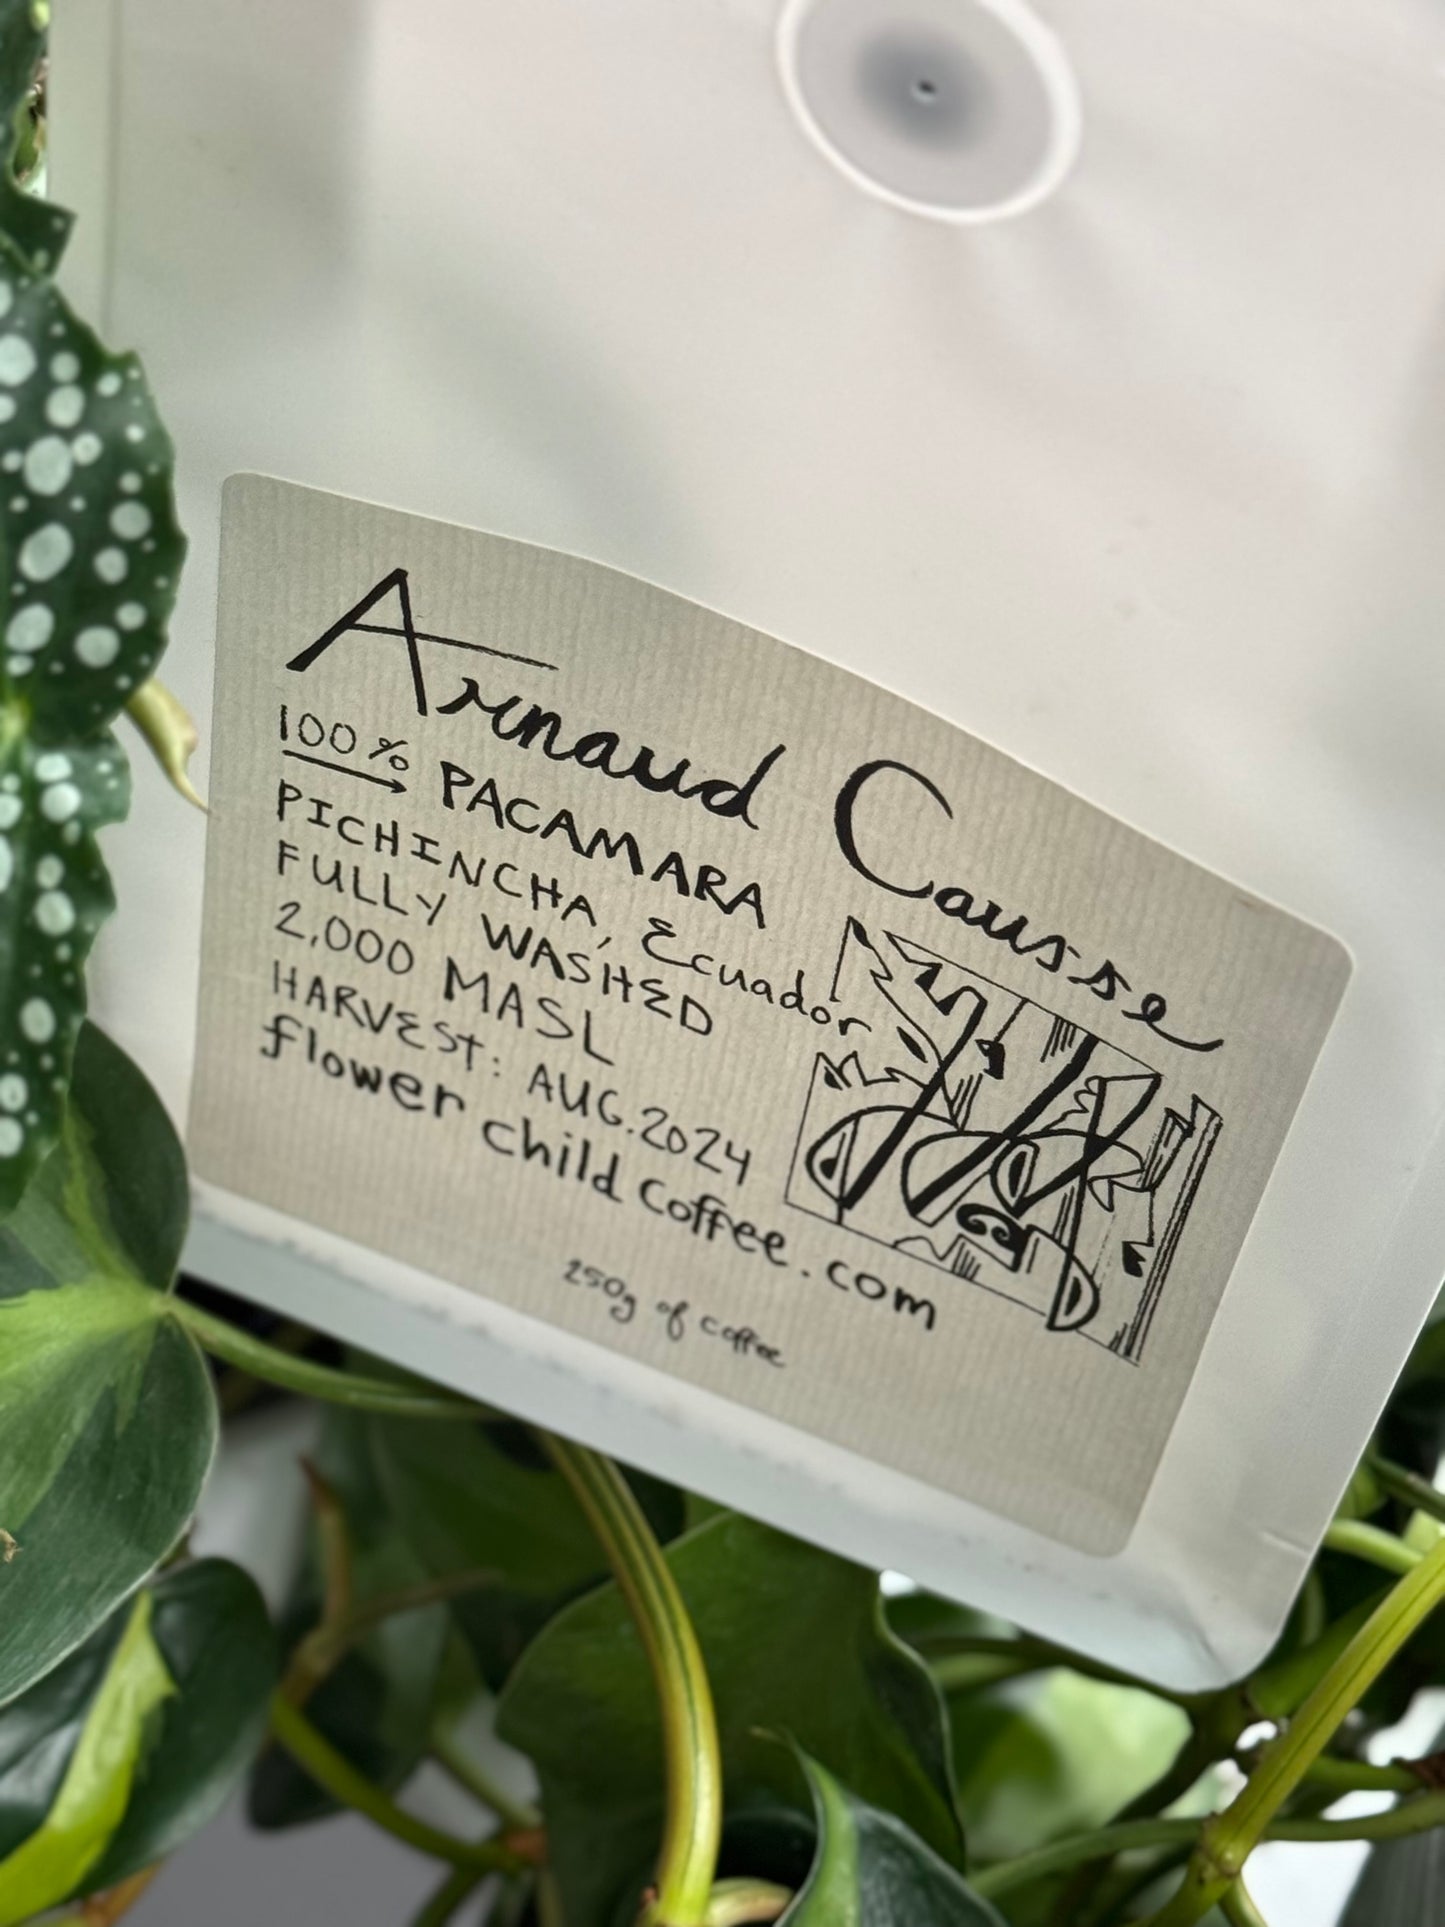 Arnaud Causse
100% PACAMARA
PICHINCHA, Ecuador
FULLY WASHED
2,000 MASL
HARVEST: AUG. 2024
flower child coffee.com
250g of coffee